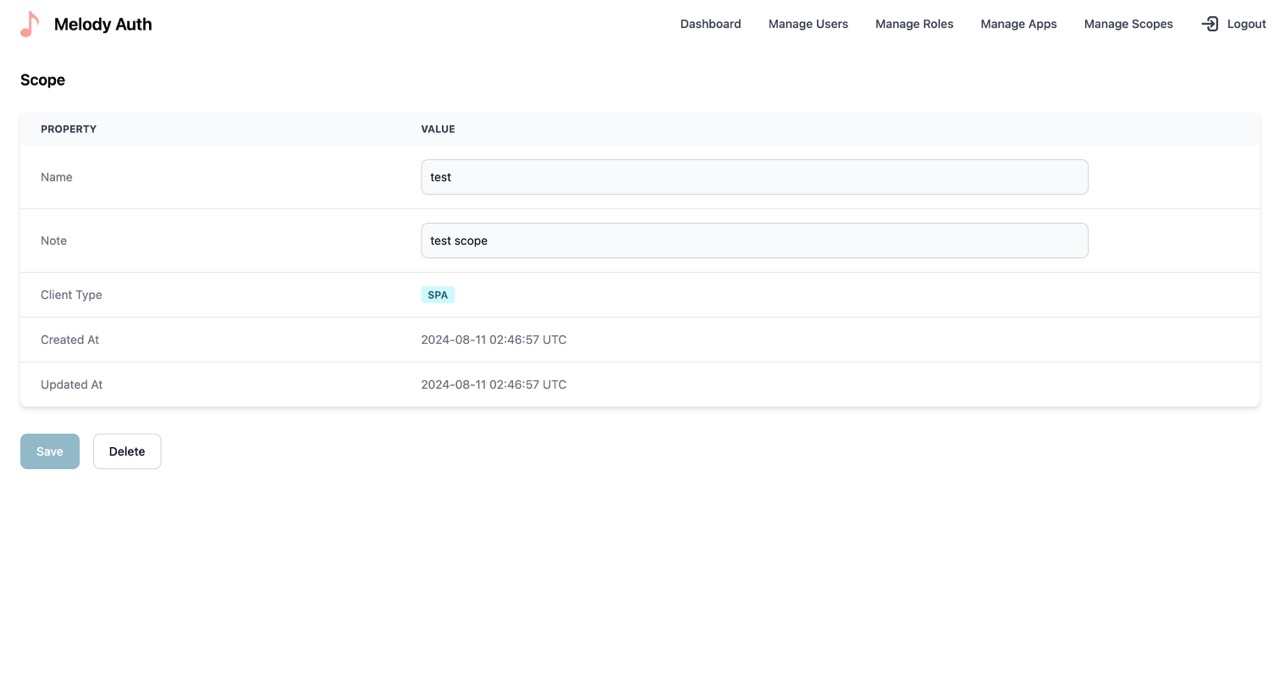 Melody Auth
Dashboard Manage Users Manage Roles Manage Apps Manage Scopes Logout
Scope
PROPERTY VALUE
Name test
Note test scope
Client Type SPA
Created At 2024-08-11 02:46:57 UTC
Updated At 2024-08-11 02:46:57 UTC
Save Delete